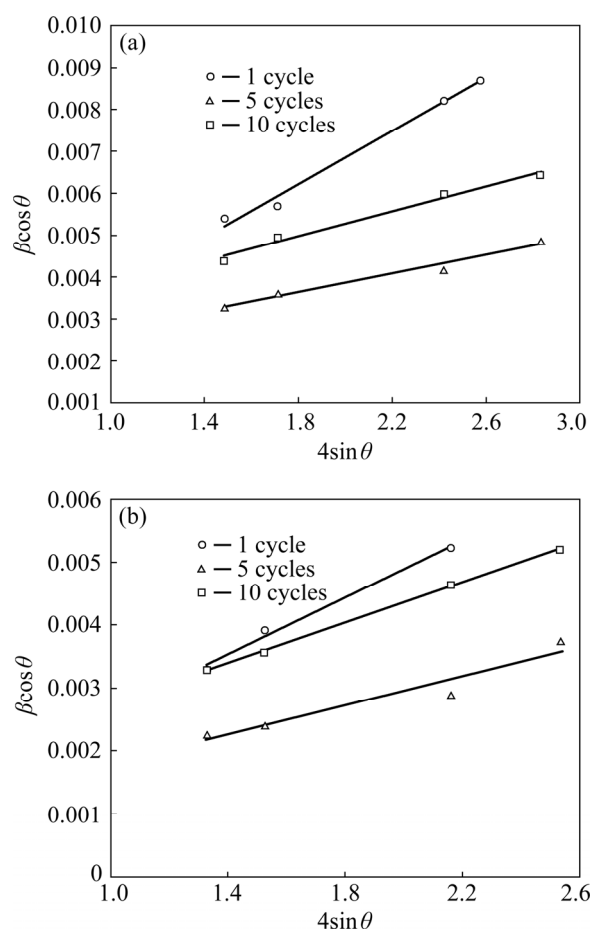 (a)
0.010
0.009
0.008
0.007
0.006
0.005
0.004
0.003
0.002
0.001
βcosθ
1 cycle
5 cycles
10 cycles
1.0 1.4 1.8 2.2 2.6 3.0
4sinθ
(b)
0.006
0.005
0.004
0.003
0.002
0.001
0
βcosθ
1 cycle
5 cycles
10 cycles
1.0 1.4 1.8 2.2 2.6
4sinθ